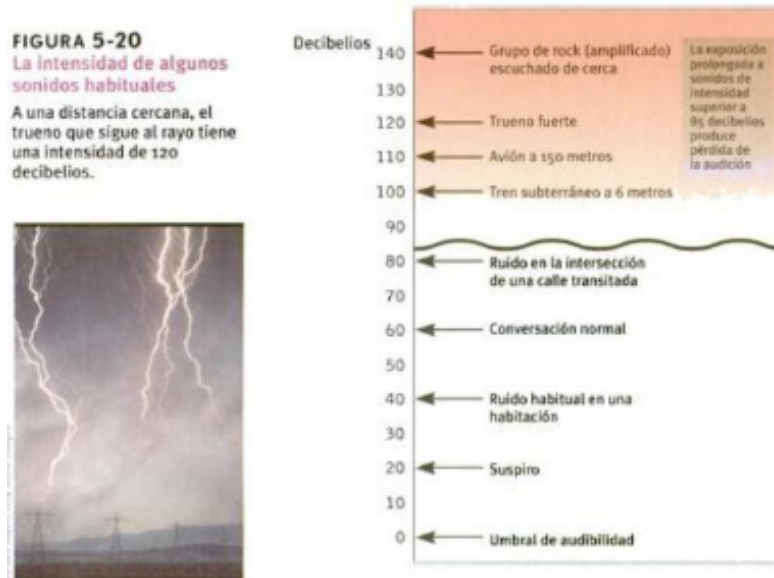 FIGURA 5-20
La intensidad de algunos
sonidos habituales
A una distancia cercana, el
trueno que sigue al rayo tiene
una intensidad de 120
decibelios.
Decibelios
140
Grupo de rock (amplificado)
escuchado de cerca
La exposición
prolongada a
sonidos de
intensidad
superior a
85 decibelios
produce
pérdida de
la audición
130
120
Trueno fuerte
110
Avión a 150 metros
100
Tren subterráneo a 6 metros
90
80
Ruido en la intersección
de una calle transitada
70
60
Conversación normal
50
40
Ruido habitual en una
habitación
30
20
Suspiro
10
0
Umbral de audibilidad